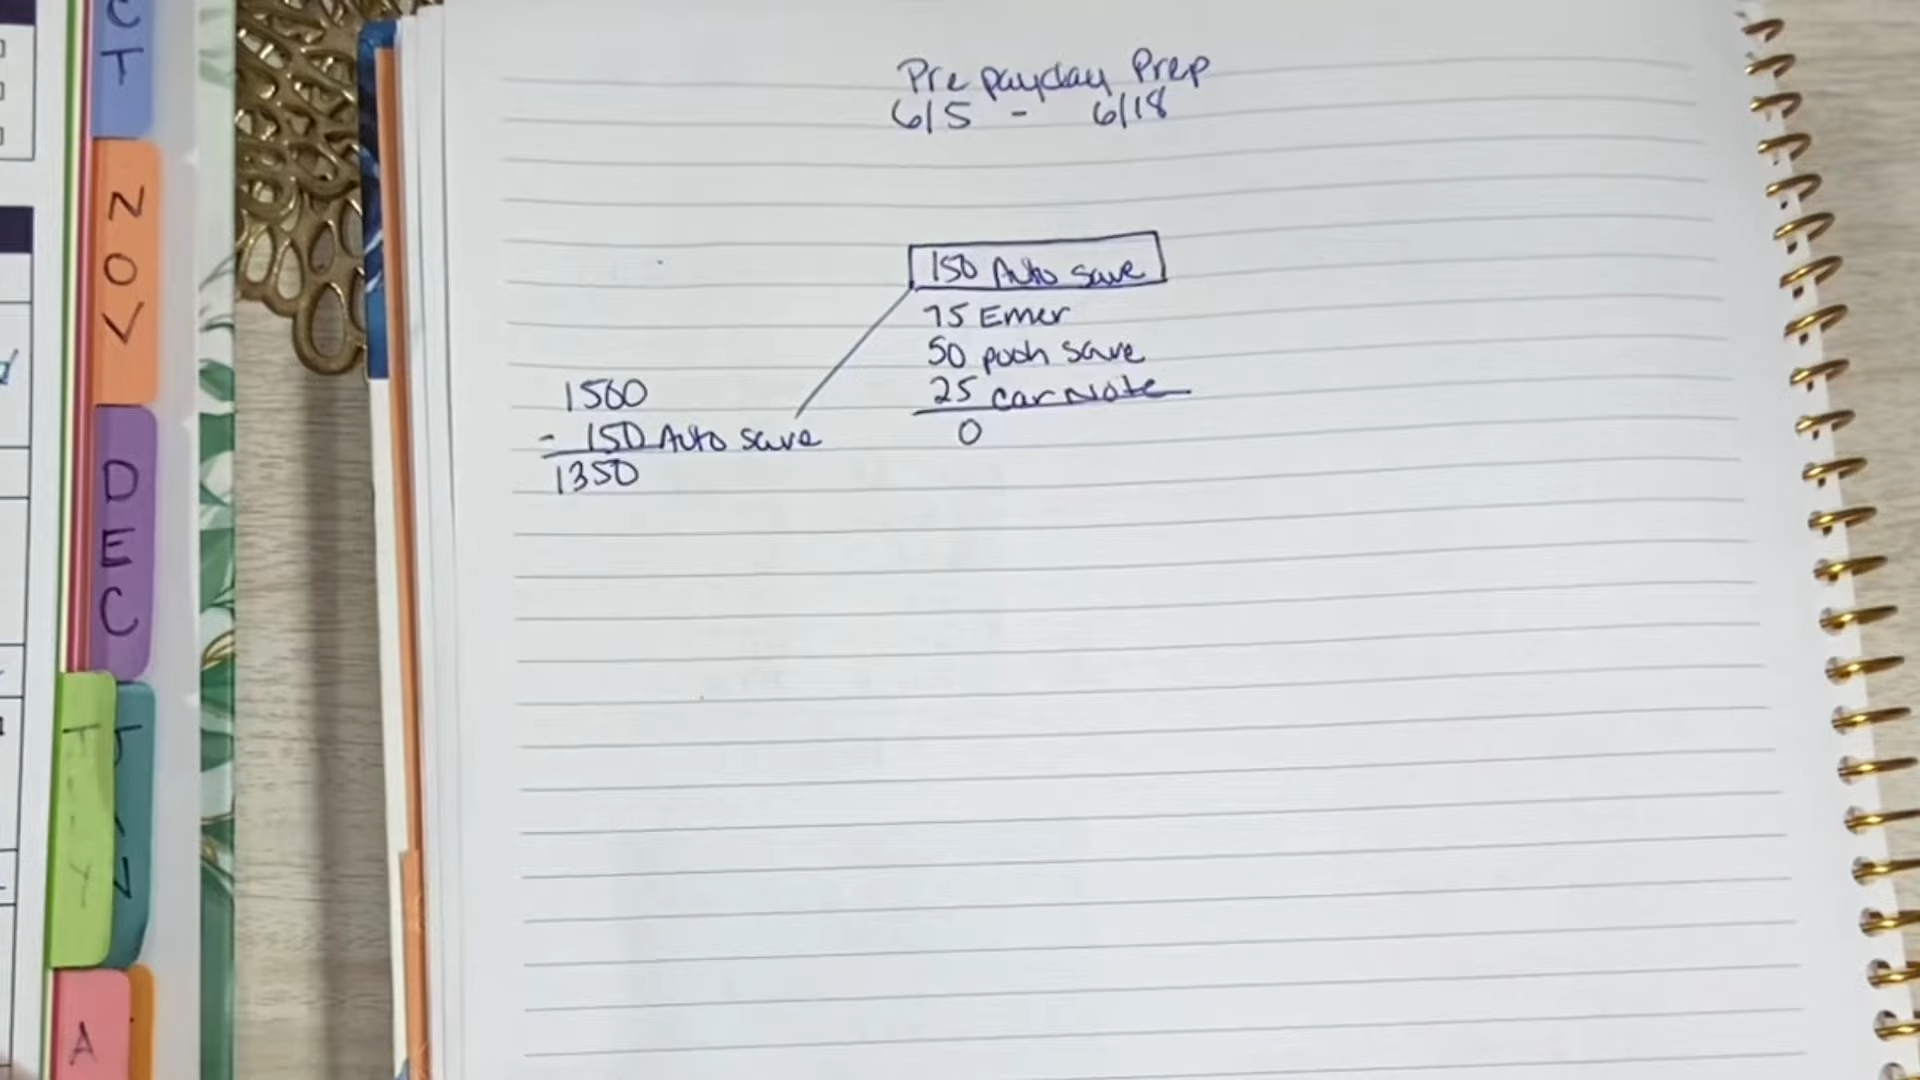 Pre payday Prep
6/5 - 6/18
150 Auto save
75 Emer
50 push save
25 car Note
0
1500
- 150 Auto save
1350
C
T
N
O
V
D
E
C
J
A
N
A